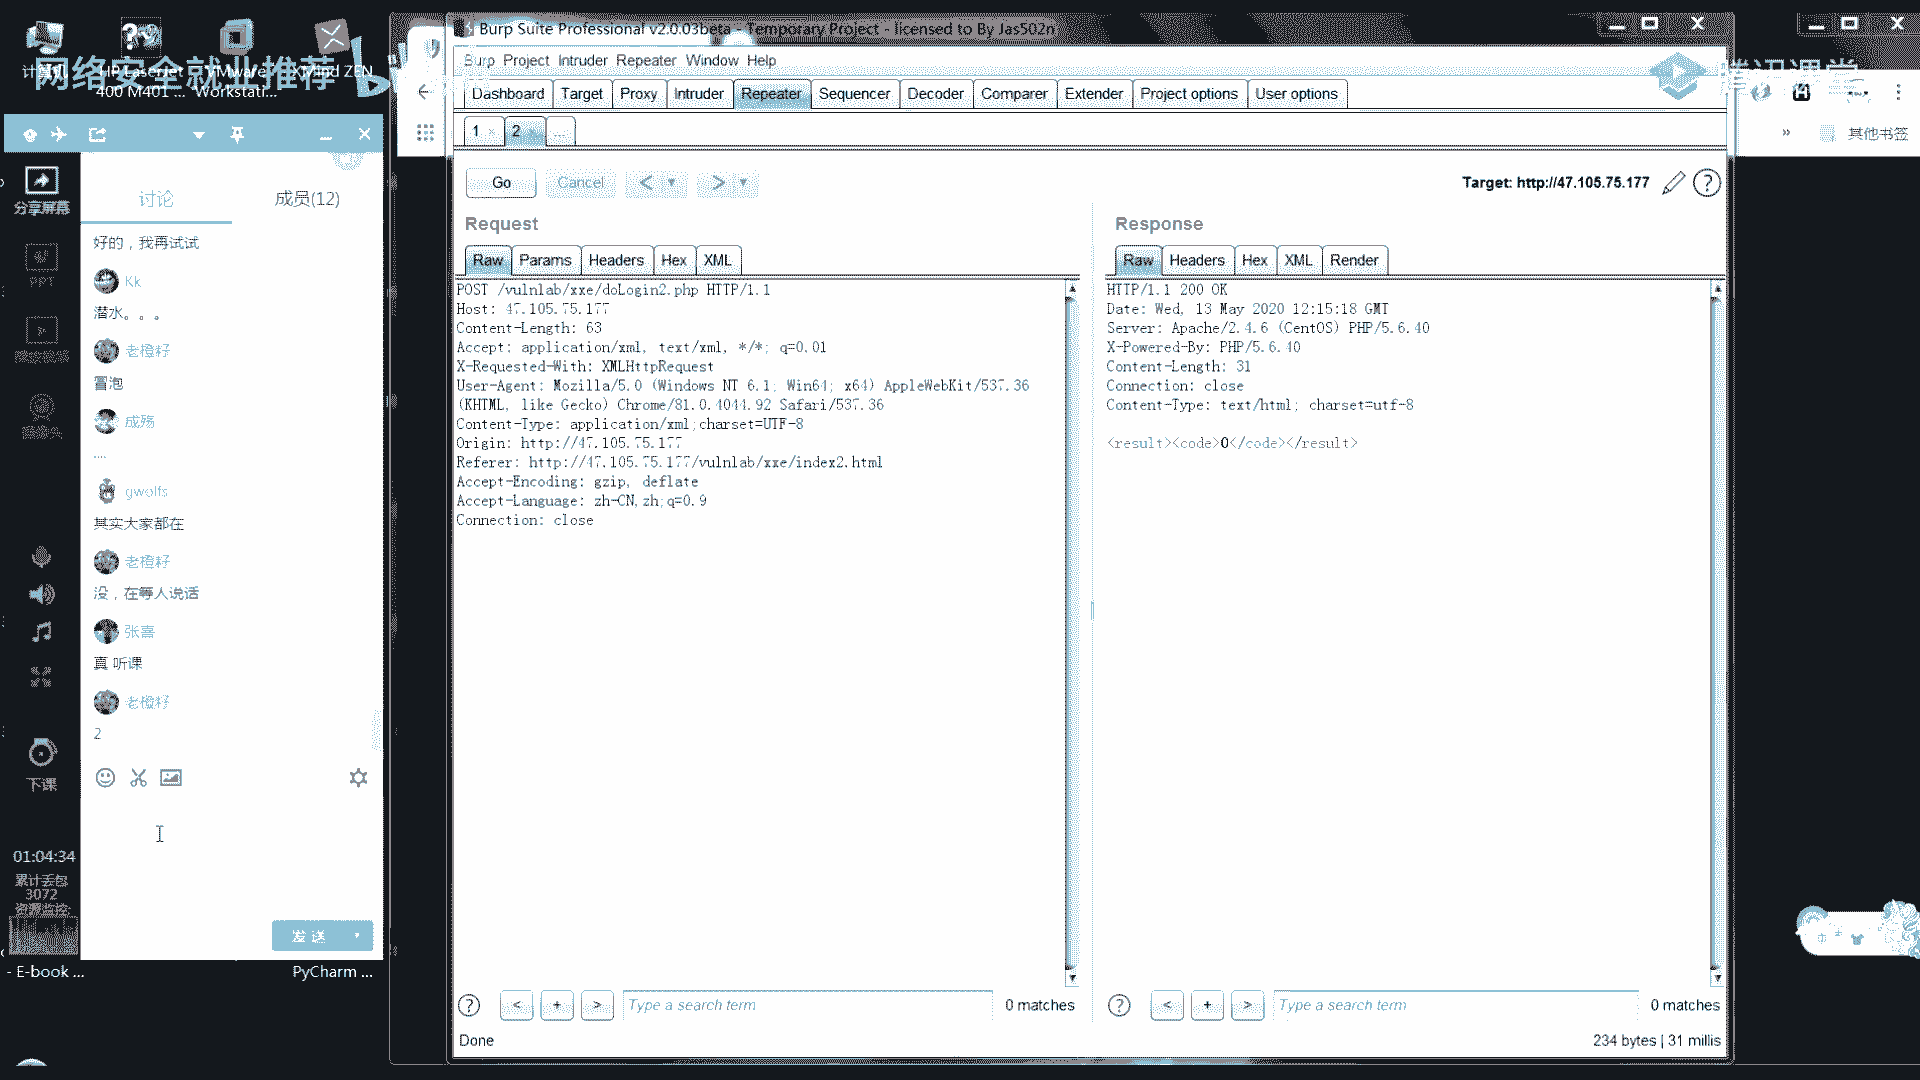 Burp Suite Professional v2.0.03beta - Temporary Project - licensed to By Jas502n
Burp Project Intruder Repeater Window Help
网络安全就业推荐
400 M401 ...
Workstati...
XMind ZEN
腾讯课堂
Dashboard Target Proxy Intruder Repeater Sequencer Decoder Comparer Extender Project options User options
1 × 2 × ...
其他书签
Go Cancel < >
Target: http://47.105.75.177
Request
Raw Params Headers Hex XML
POST /vulnlab/xxe/doLogin2.php HTTP/1.1
Host: 47.105.75.177
Content-Length: 63
Accept: application/xml, text/xml, */*; q=0.01
X-Requested-With: XMLHttpRequest
User-Agent: Mozilla/5.0 (Windows NT 6.1; Win64; x64) AppleWebKit/537.36
(KHTML, like Gecko) Chrome/81.0.4044.92 Safari/537.36
Content-Type: application/xml;charset=UTF-8
Origin: http://47.105.75.177
Referer: http://47.105.75.177/vulnlab/xxe/index2.html
Accept-Encoding: gzip, deflate
Accept-Language: zh-CN,zh;q=0.9
Connection: close
Response
Raw Headers Hex XML Render
HTTP/1.1 200 OK
Date: Wed, 13 May 2020 12:15:18 GMT
Server: Apache/2.4.6 (CentOS) PHP/5.6.40
X-Powered-By: PHP/5.6.40
Content-Length: 31
Connection: close
Content-Type: text/html; charset=utf-8
<result><code>0</code></result>
? < + > Type a search term 0 matches
? < + > Type a search term 0 matches
Done
234 bytes | 31 millis
分享屏幕
PPT
下课
01:04:34
累计丢包
3072
资源监控:
讨论
成员(12)
好的，我再试试
Kk
潜水。。。
老橙籽
冒泡
成殇
....
gwolfs
其实大家都在
老橙籽
没，在等人说话
张喜
真 听课
老橙籽
2
发 送
- E-book ...
PyCharm ...